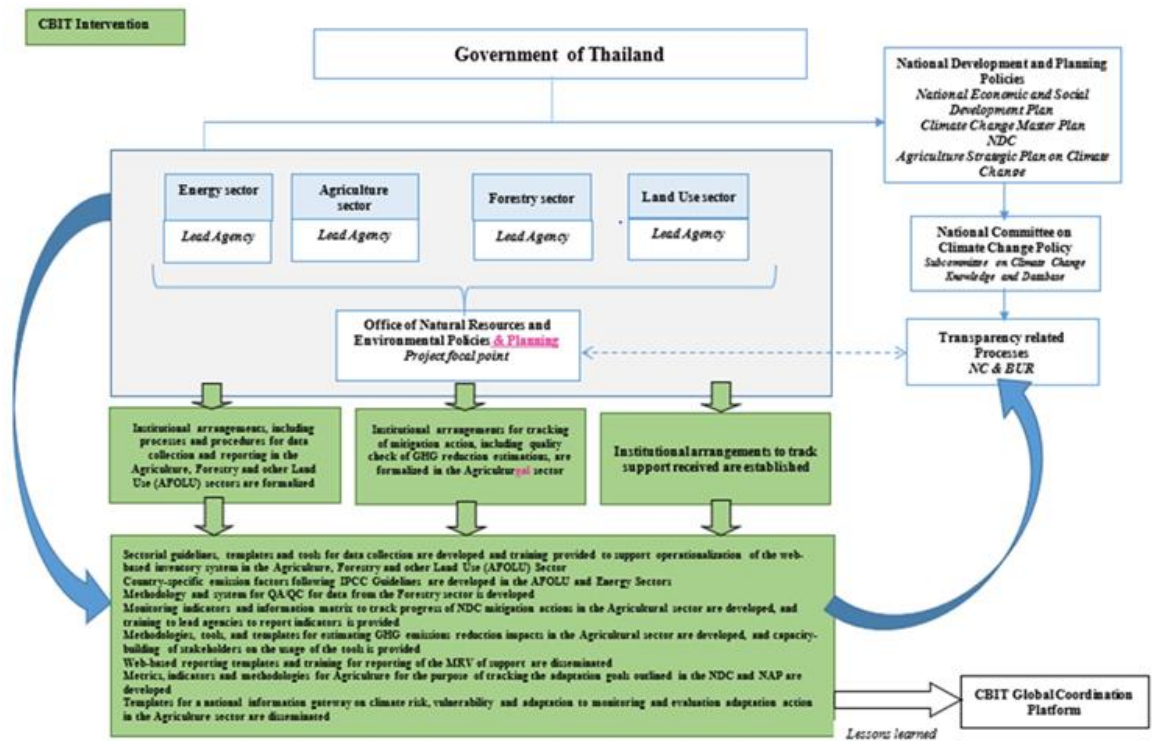 CBIT Intervention
Government of Thailand
National Development and Planning
Policies
National Economic and Social
Development Plan
Climate Change Master Plan
NDC
Agriculture Strategic Plan on Climate
Change
Energy sector
Lead Agency
Agriculture
sector
Lead Agency
Forestry sector
Lead Agency
Land Use sector
Lead Agency
National Committee on
Climate Change Policy
Subcommittee on Climate Change
Knowledge and Database
Office of Natural Resources and
Environmental Policies & Planning
Project focal point
Transparency related
Processes
NC & BUR
Institutional arrangements, including
processes and procedures for data
collection and reporting in the
Agriculture, Forestry and other Land
Use (AFOLU) sectors are formalized
Institutional arrangements for tracking
of mitigation action, including quality
check of GHG reduction estimations, are
formalized in the Agricultural sector
Institutional arrangements to track
support received are established
Sectorial guidelines, templates and tools for data collection are developed and training provided to support operationalization of the web-
based inventory system in the Agriculture, Forestry and other Land Use (AFOLU) Sector
Country-specific emission factors following IPCC Guidelines are developed in the AFOLU and Energy Sectors
Methodology and system for QA/QC for data from the Forestry sector is developed
Monitoring indicators and information matrix to track progress of NDC mitigation actions in the Agricultural sector are developed, and
training to lead agencies to report indicators is provided
Methodologies, tools, and templates for estimating GHG emissions reduction impacts in the Agricultural sector are developed, and capacity-
building of stakeholders on the usage of the tools is provided
Web-based reporting templates and training for reporting of the MRV of support are disseminated
Metrics, indicators and methodologies for Agriculture for the purpose of tracking the adaptation goals outlined in the NDC and NAP are
developed
Templates for a national information gateway on climate risk, vulnerability and adaptation to monitoring and evaluation adaptation action
in the Agriculture sector are disseminated
CBIT Global Coordination
Platform
Lessons learned